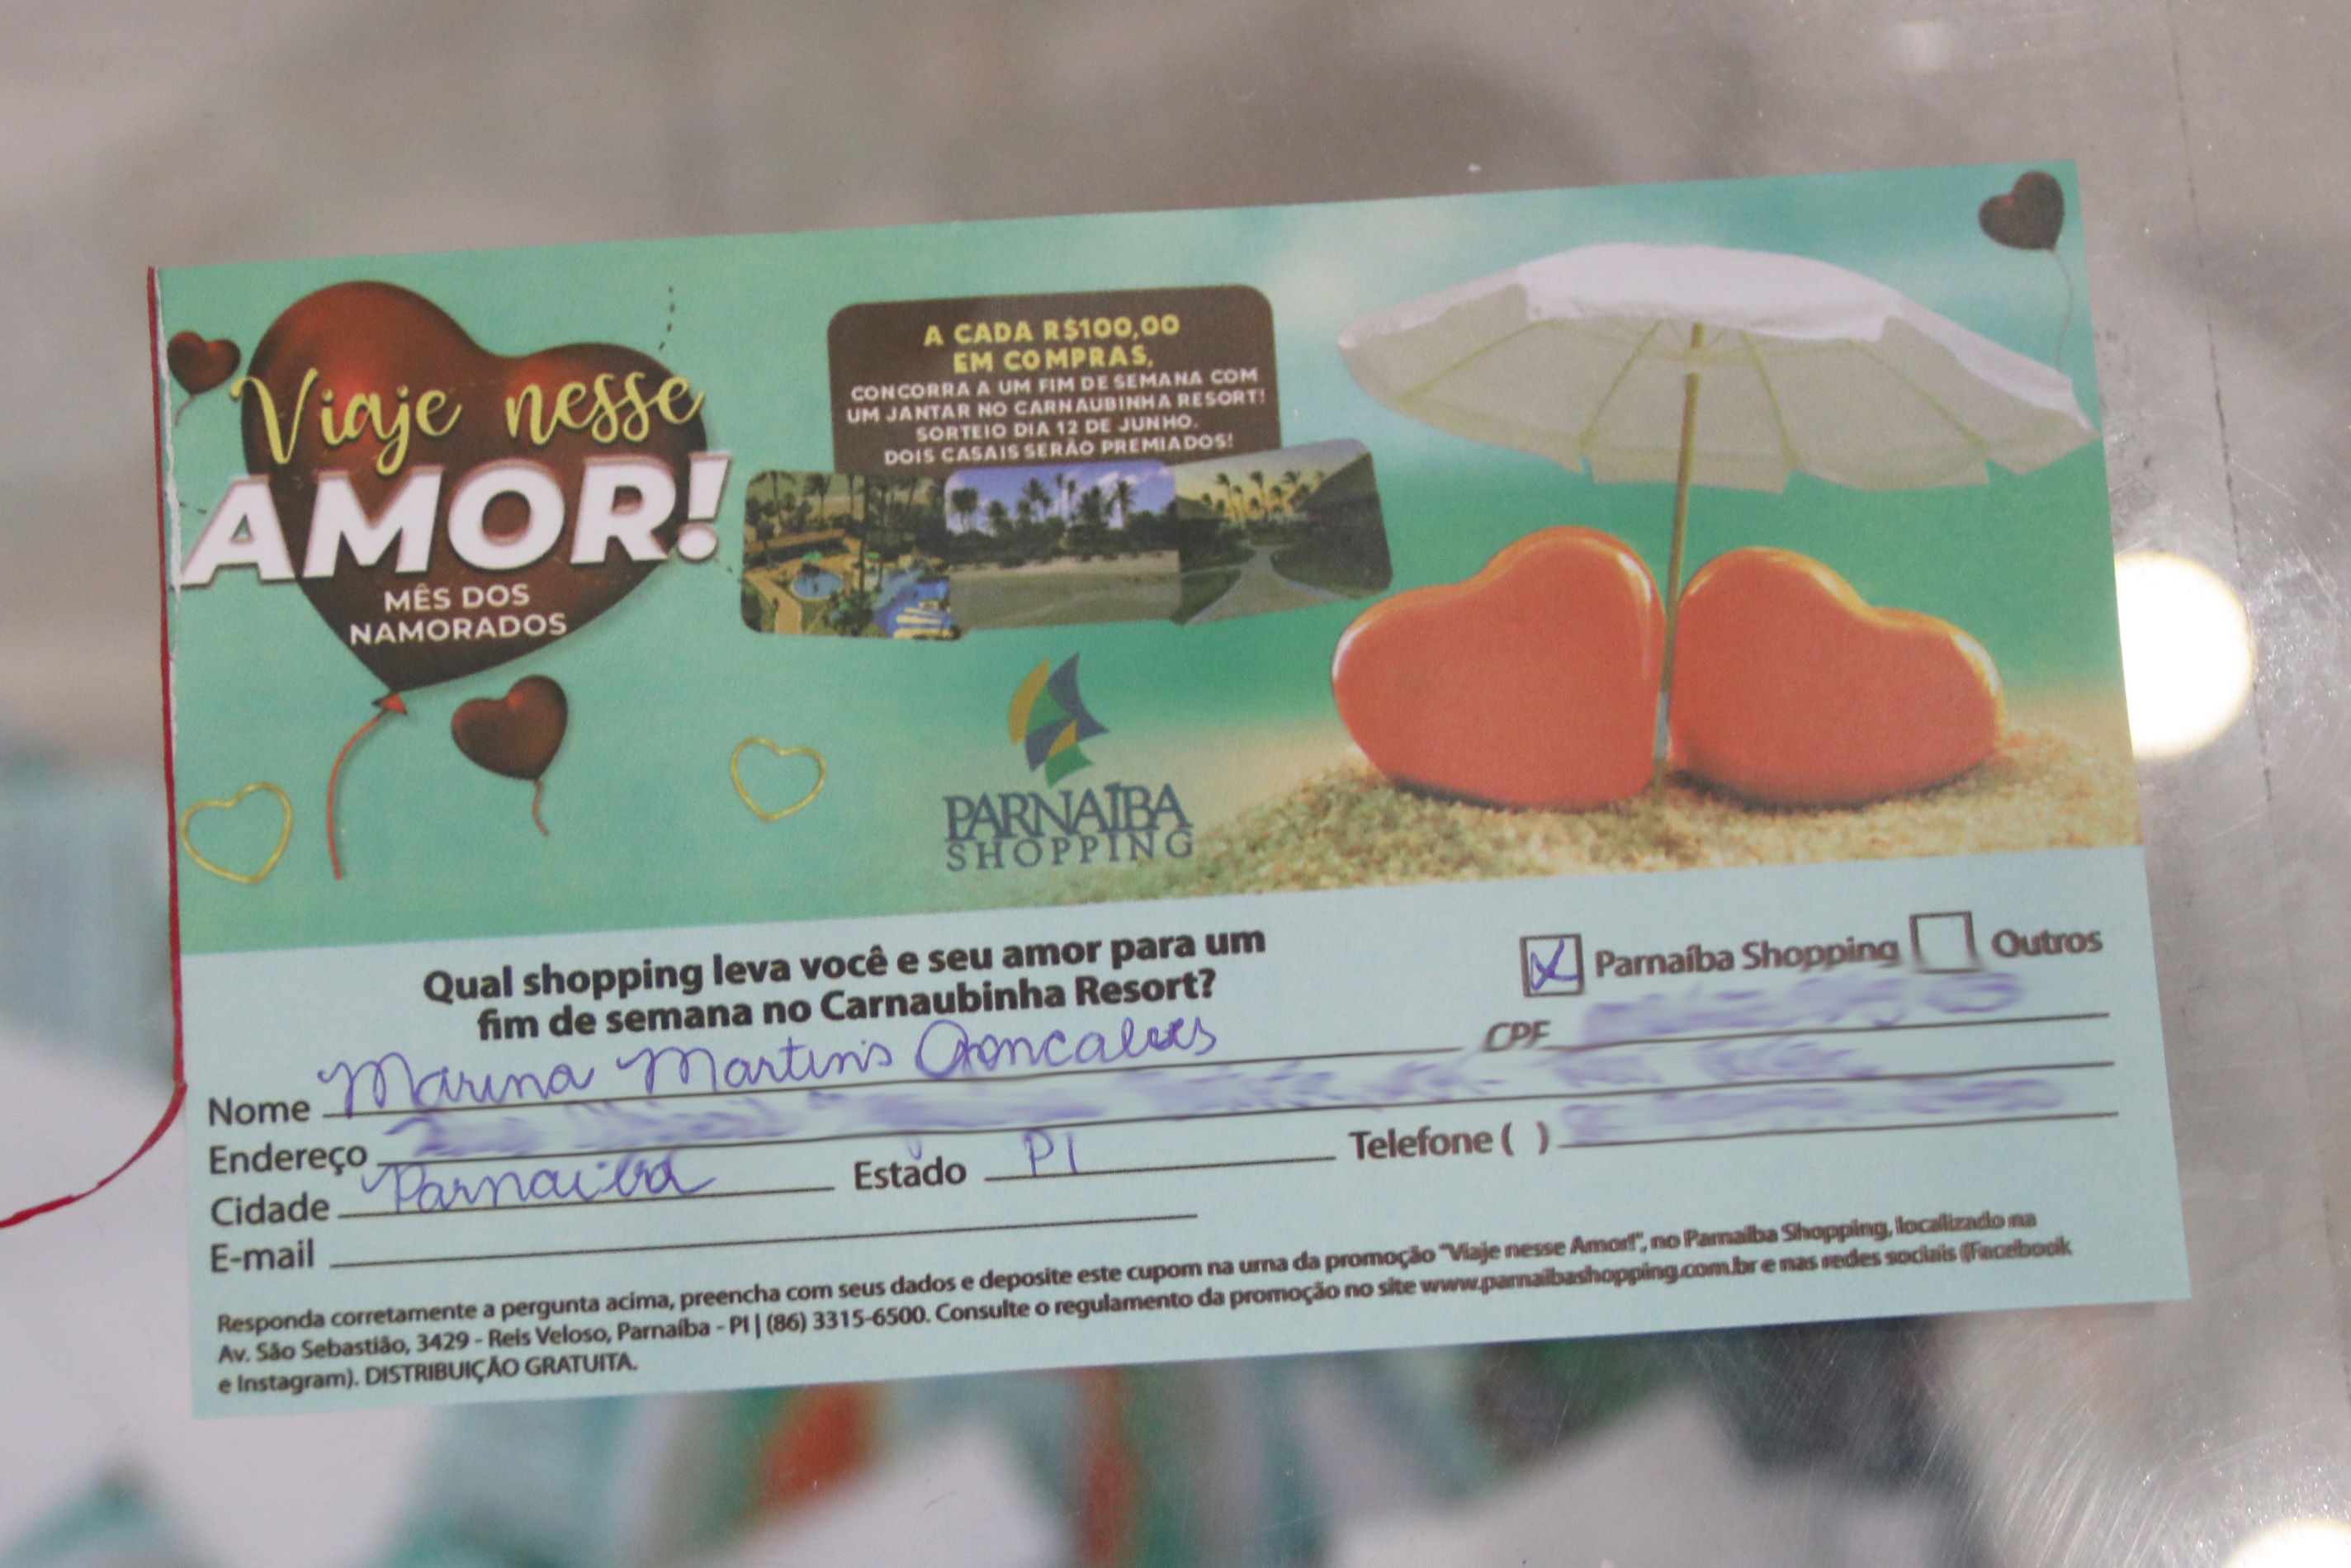 Viaje nesse
AMOR!
MÊS DOS
NAMORADOS
A CADA R$100,00
EM COMPRAS,
CONCORRA A UM FIM DE SEMANA COM
UM JANTAR NO CARNAUBINHA RESORT!
SORTEIO DIA 12 DE JUNHO.
DOIS CASAIS SERÃO PREMIADOS!
PARNAÍBA
SHOPPING
Qual shopping leva você e seu amor para um
fim de semana no Carnaubinha Resort?
X Parnaíba Shopping Outros
Nome Marina Martins Goncalves CPF
Endereço
Cidade Parnaiba Estado PI Telefone ( )
E-mail
Responda corretamente a pergunta acima, preencha com seus dados e deposite este cupom na urna da promoção "Viaje nesse Amor!", no Parnaíba Shopping, localizado na
Av. São Sebastião, 3429 - Reis Veloso, Parnaíba - PI | (86) 3315-6500. Consulte o regulamento da promoção no site www.parnaibashopping.com.br e nas redes sociais (Facebook
e Instagram). DISTRIBUIÇÃO GRATUITA.